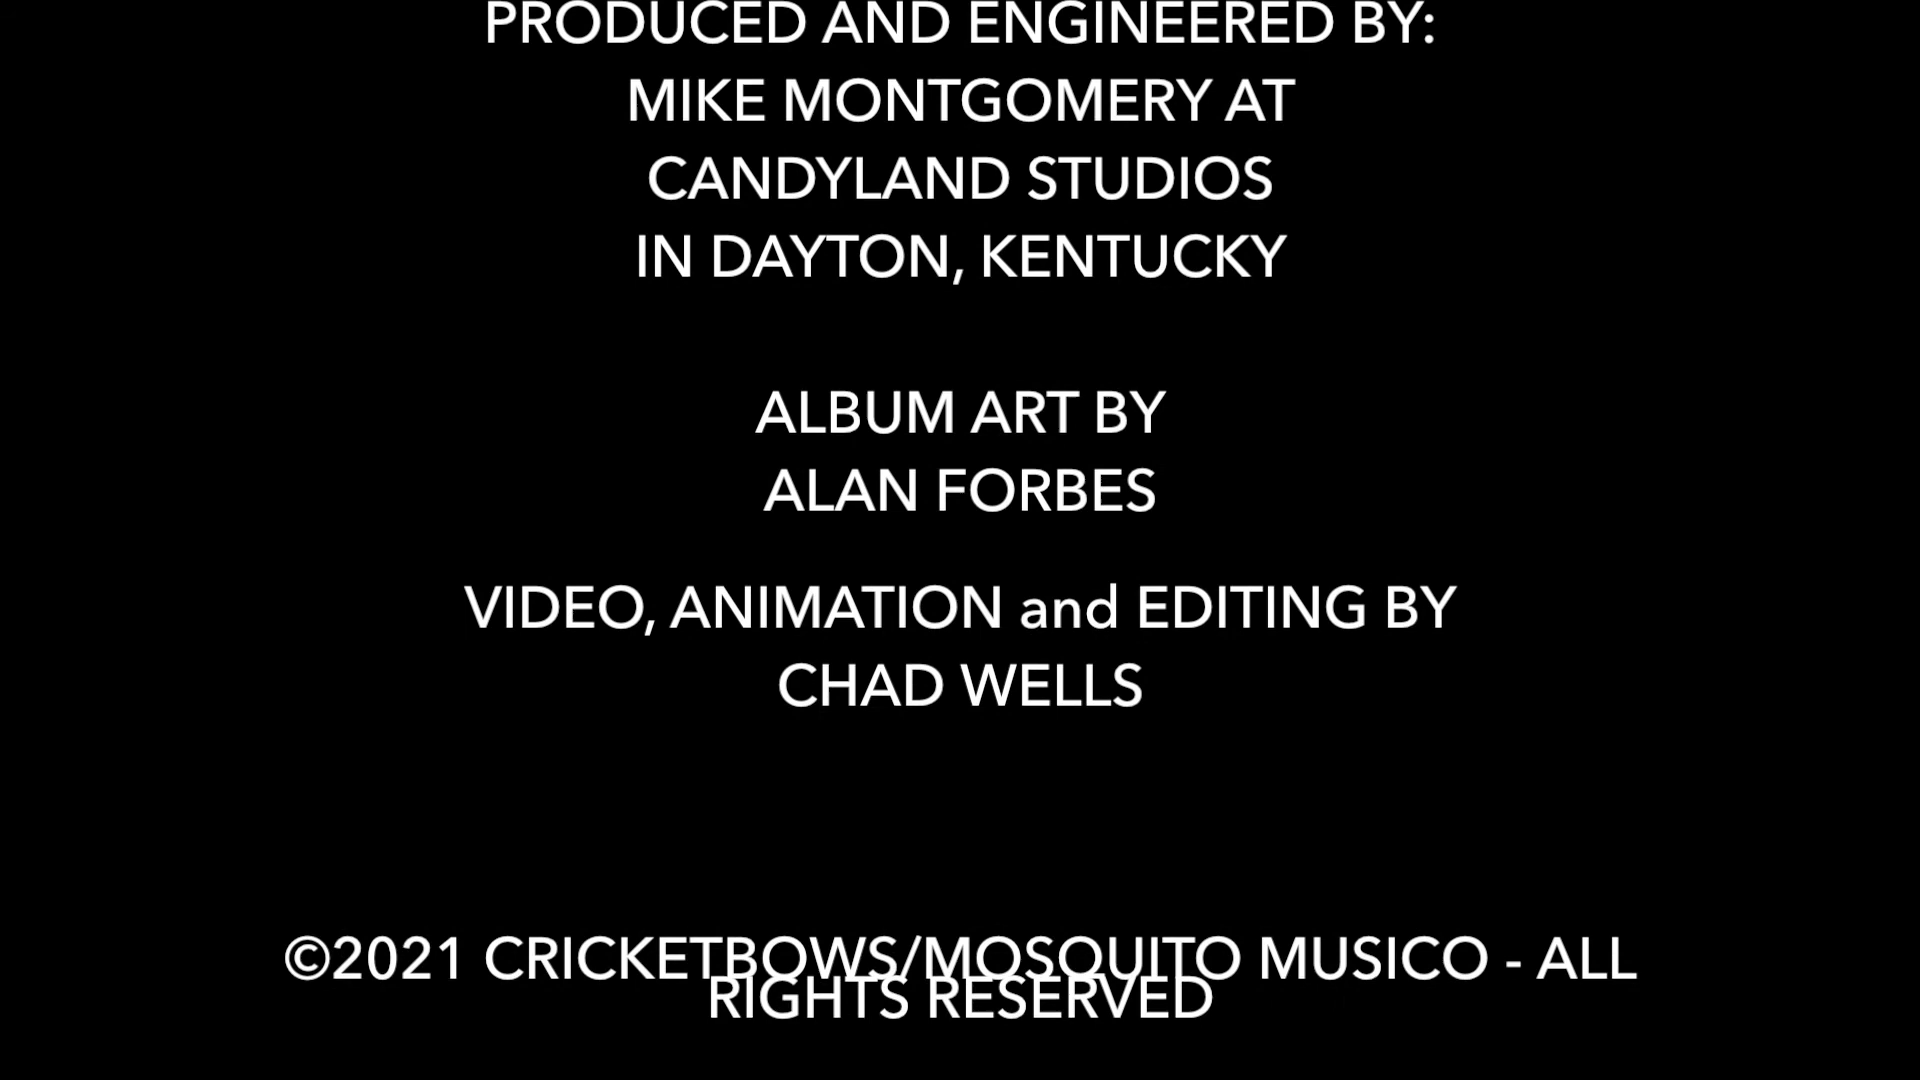 PRODUCED AND ENGINEERED BY:
MIKE MONTGOMERY AT
CANDYLAND STUDIOS
IN DAYTON, KENTUCKY
ALBUM ART BY
ALAN FORBES
VIDEO, ANIMATION and EDITING BY
CHAD WELLS
©2021 CRICKETBOWS/MOSQUITO MUSICO - ALL
RIGHTS RESERVED